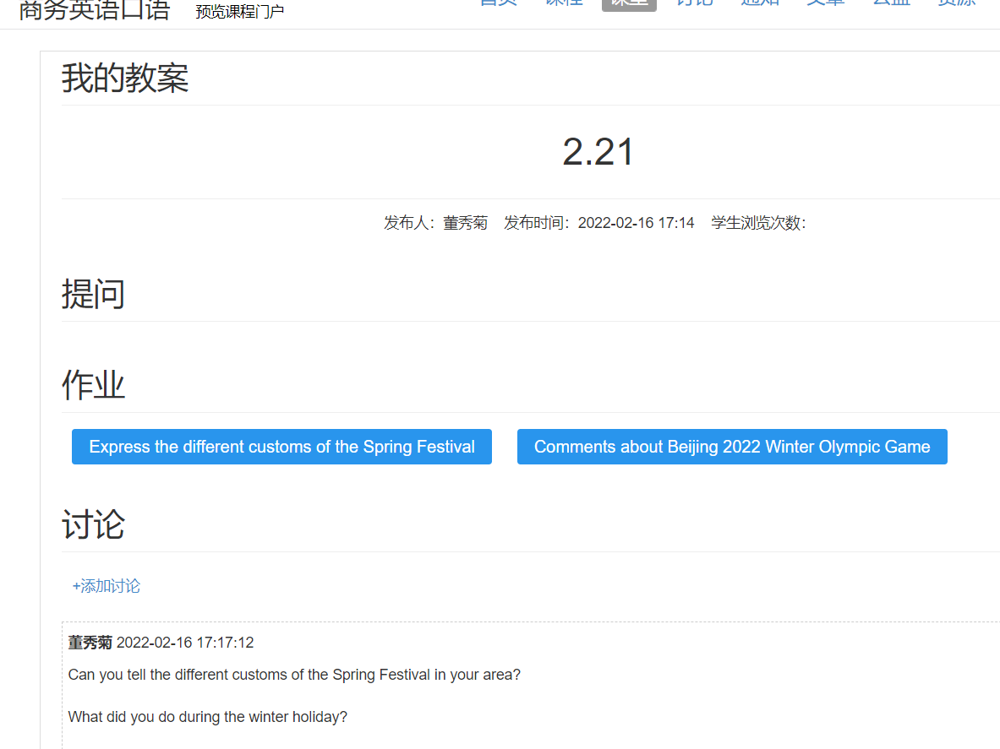 商务英语口语 预览课程门户 首页 课程 课堂 讨论 通知 文章 云盘 资源
我的教案
2.21
发布人：董秀菊 发布时间：2022-02-16 17:14 学生浏览次数：
提问
作业
Express the different customs of the Spring Festival Comments about Beijing 2022 Winter Olympic Game
讨论
+添加讨论
董秀菊 2022-02-16 17:17:12
Can you tell the different customs of the Spring Festival in your area?
What did you do during the winter holiday?